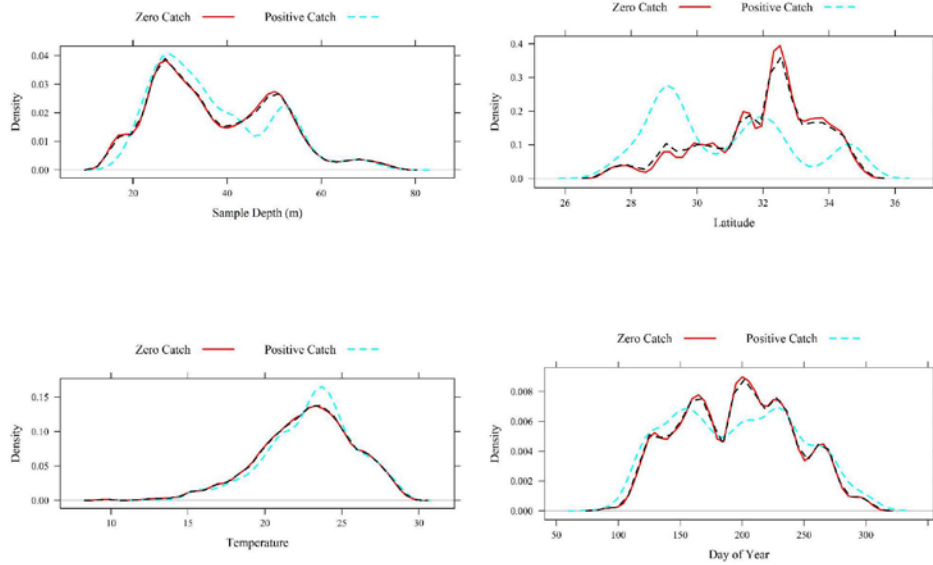 Zero Catch Positive Catch
Density
0.04
0.03
0.02
0.01
0.00
20 40 60 80
Sample Depth (m)
Zero Catch Positive Catch
Density
0.4
0.3
0.2
0.1
0.0
26 28 30 32 34 36
Latitude
Zero Catch Positive Catch
Density
0.15
0.10
0.05
0.00
10 15 20 25 30
Temperature
Zero Catch Positive Catch
Density
0.008
0.006
0.004
0.002
0.000
50 100 150 200 250 300 350
Day of Year